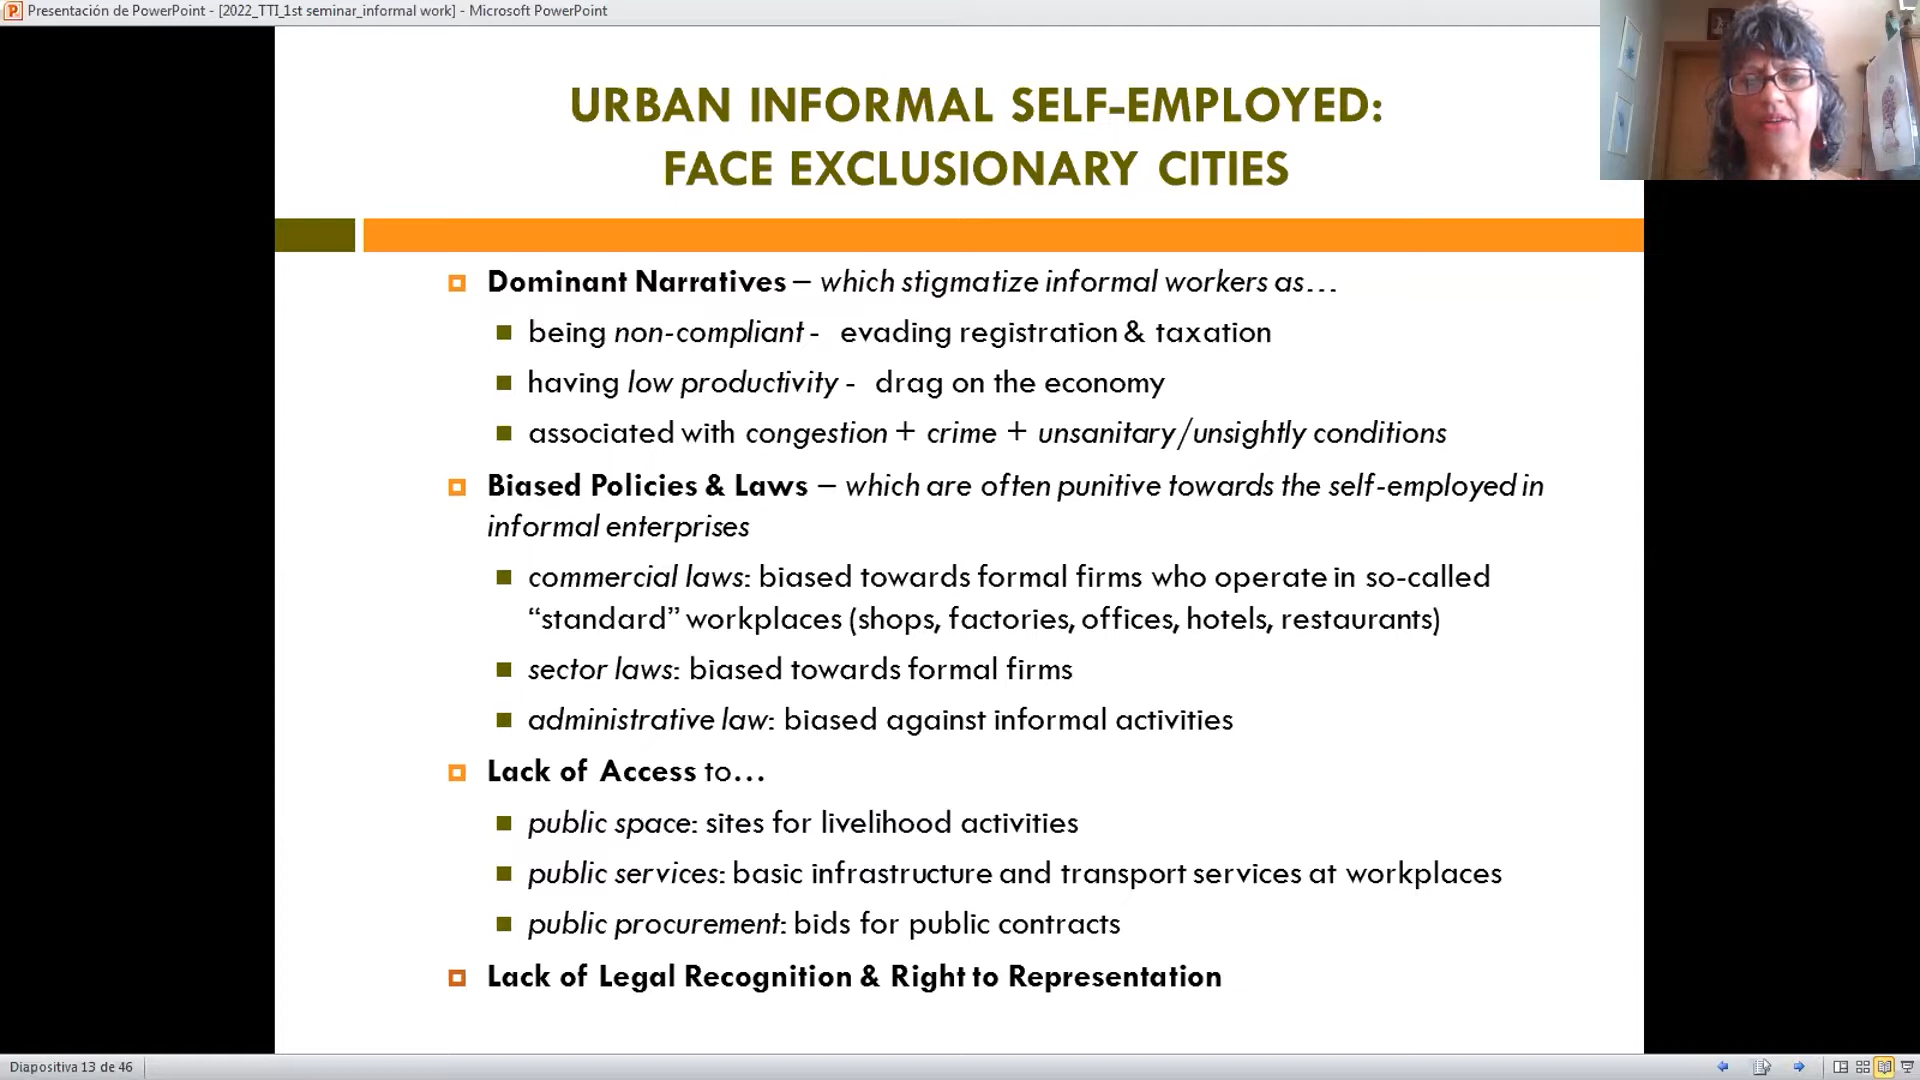 Presentación de PowerPoint - [2022_TTI_1st seminar_informal work] - Microsoft PowerPoint
URBAN INFORMAL SELF-EMPLOYED:
FACE EXCLUSIONARY CITIES
Dominant Narratives – which stigmatize informal workers as…
being non-compliant - evading registration & taxation
having low productivity - drag on the economy
associated with congestion + crime + unsanitary/unsightly conditions
Biased Policies & Laws – which are often punitive towards the self-employed in
informal enterprises
commercial laws: biased towards formal firms who operate in so-called
“standard” workplaces (shops, factories, offices, hotels, restaurants)
sector laws: biased towards formal firms
administrative law: biased against informal activities
Lack of Access to…
public space: sites for livelihood activities
public services: basic infrastructure and transport services at workplaces
public procurement: bids for public contracts
Lack of Legal Recognition & Right to Representation
Diapositiva 13 de 46